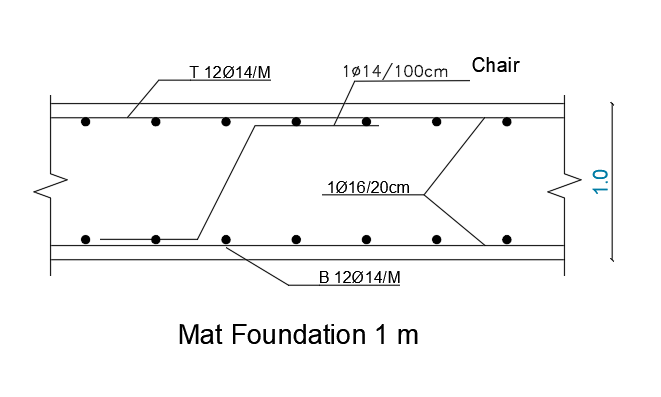 T 12Ø14/M
1ø14/100cm
Chair
1Ø16/20cm
1.0
B 12Ø14/M
Mat Foundation 1 m